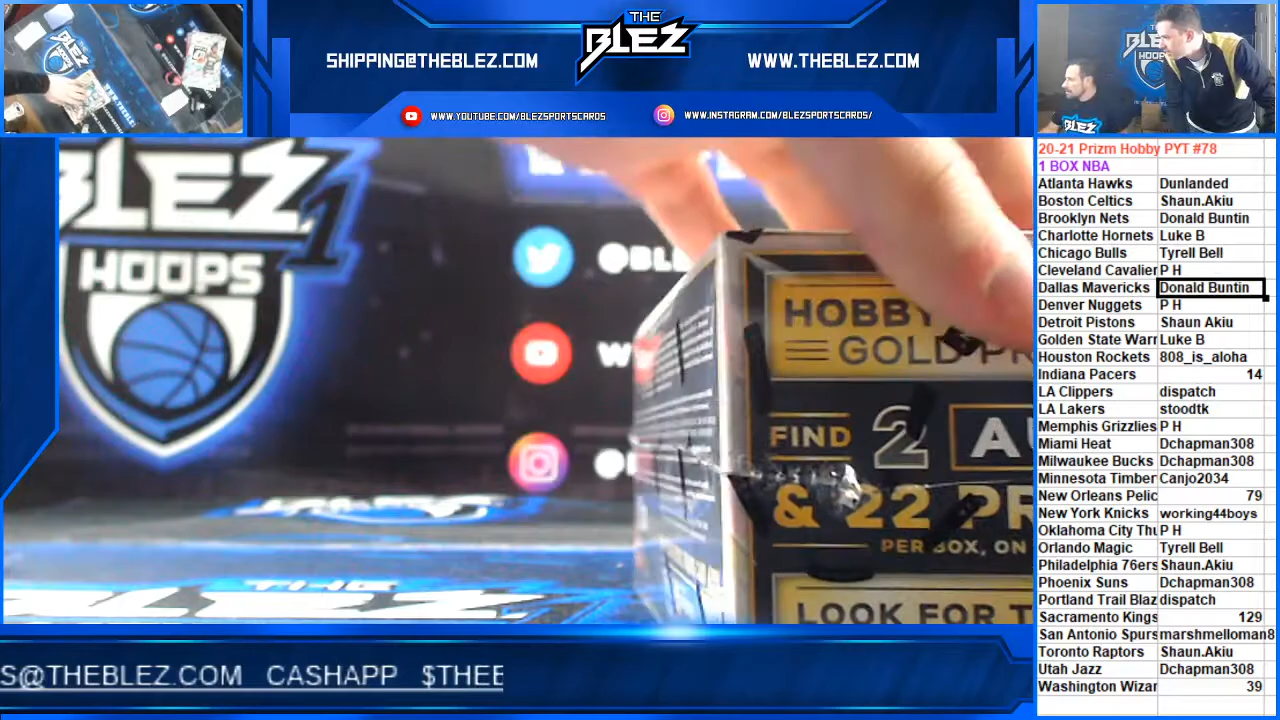 THE
BLEZ
SHIPPING@THEBLEZ.COM
WWW.THEBLEZ.COM
WWW.YOUTUBE.COM/BLEZSPORTSCARDS
WWW.INSTAGRAM.COM/BLEZSPORTSCARDS/
BLEZ
HOOPS
1
@BL
W
@
HOBBY
GOLD PR
FIND 2 AU
& 22 PR
PER BOX, ON
LOOK FOR T
THE
BLEZ
S@THEBLEZ.COM CASHAPP $THEE
BLEZ
20-21 Prizm Hobby PYT #78
1 BOX NBA
Atlanta Hawks Dunlanded
Boston Celtics Shaun.Akiu
Brooklyn Nets Donald Buntin
Charlotte Hornets Luke B
Chicago Bulls Tyrell Bell
Cleveland Cavalier P H
Dallas Mavericks Donald Buntin
Denver Nuggets P H
Detroit Pistons Shaun Akiu
Golden State Warr Luke B
Houston Rockets 808_is_aloha
Indiana Pacers 14
LA Clippers dispatch
LA Lakers stoodtk
Memphis Grizzlies P H
Miami Heat Dchapman308
Milwaukee Bucks Dchapman308
Minnesota Timber Canjo2034
New Orleans Pelic 79
New York Knicks working44boys
Oklahoma City Thu P H
Orlando Magic Tyrell Bell
Philadelphia 76ers Shaun.Akiu
Phoenix Suns Dchapman308
Portland Trail Blaz dispatch
Sacramento Kings 129
San Antonio Spurs marshmelloman8
Toronto Raptors Shaun.Akiu
Utah Jazz Dchapman308
Washington Wizar 39